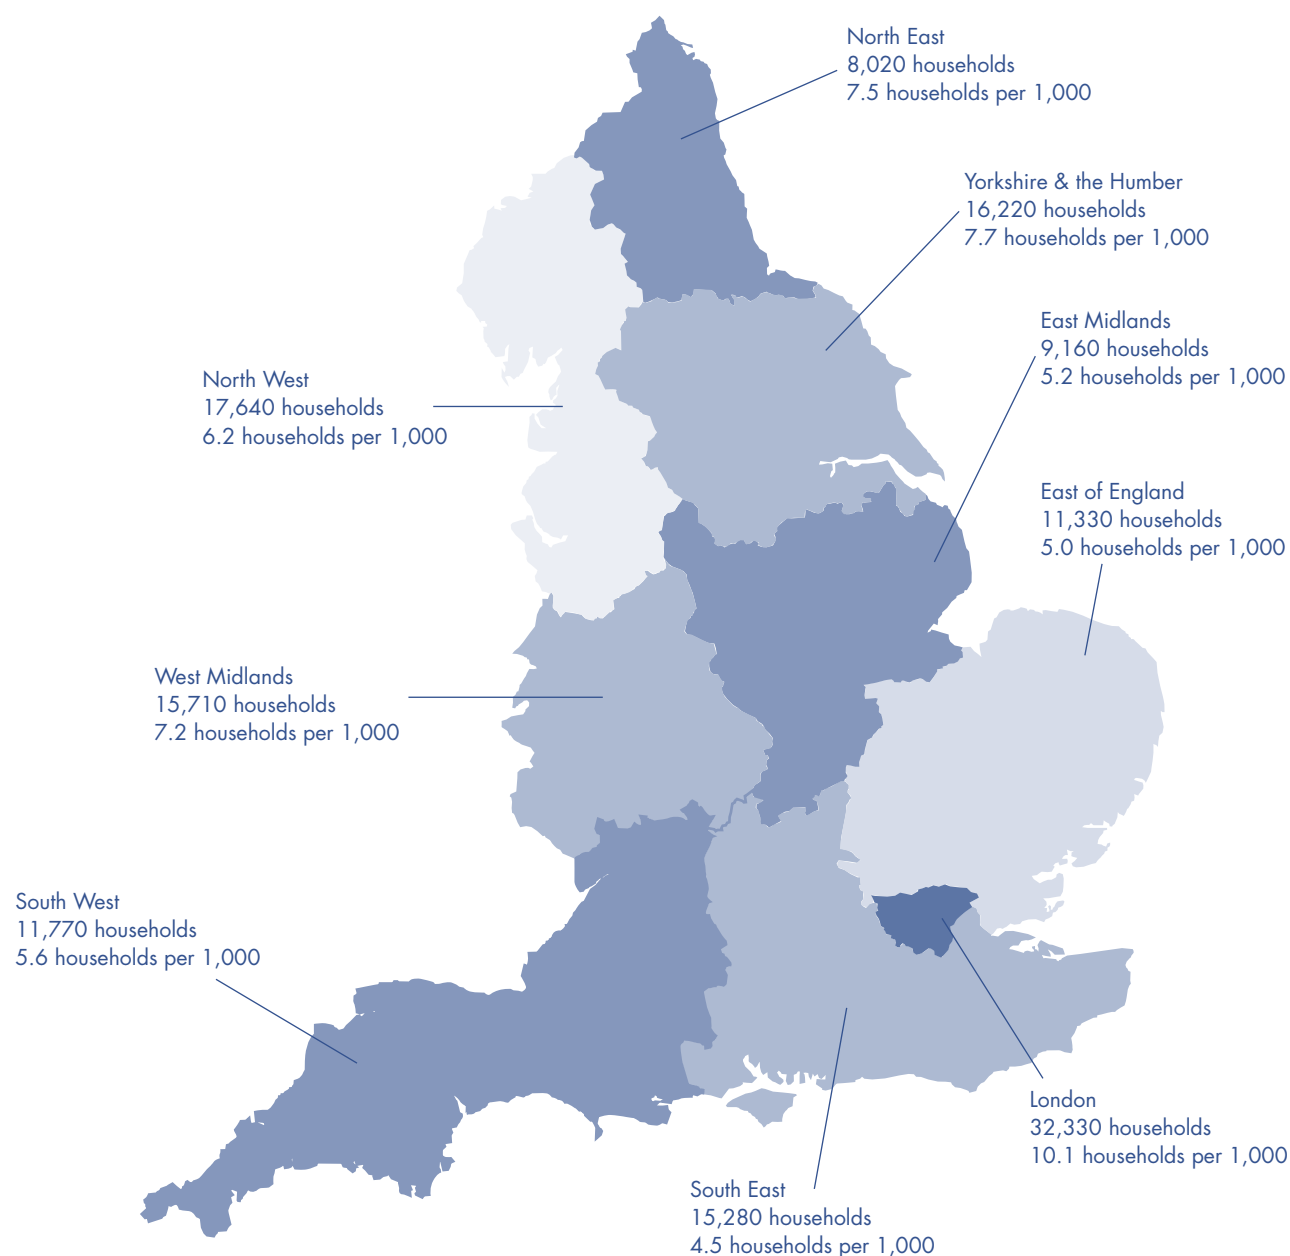 North East
8,020 households
7.5 households per 1,000
Yorkshire & the Humber
16,220 households
7.7 households per 1,000
East Midlands
9,160 households
5.2 households per 1,000
North West
17,640 households
6.2 households per 1,000
East of England
11,330 households
5.0 households per 1,000
West Midlands
15,710 households
7.2 households per 1,000
South West
11,770 households
5.6 households per 1,000
London
32,330 households
10.1 households per 1,000
South East
15,280 households
4.5 households per 1,000